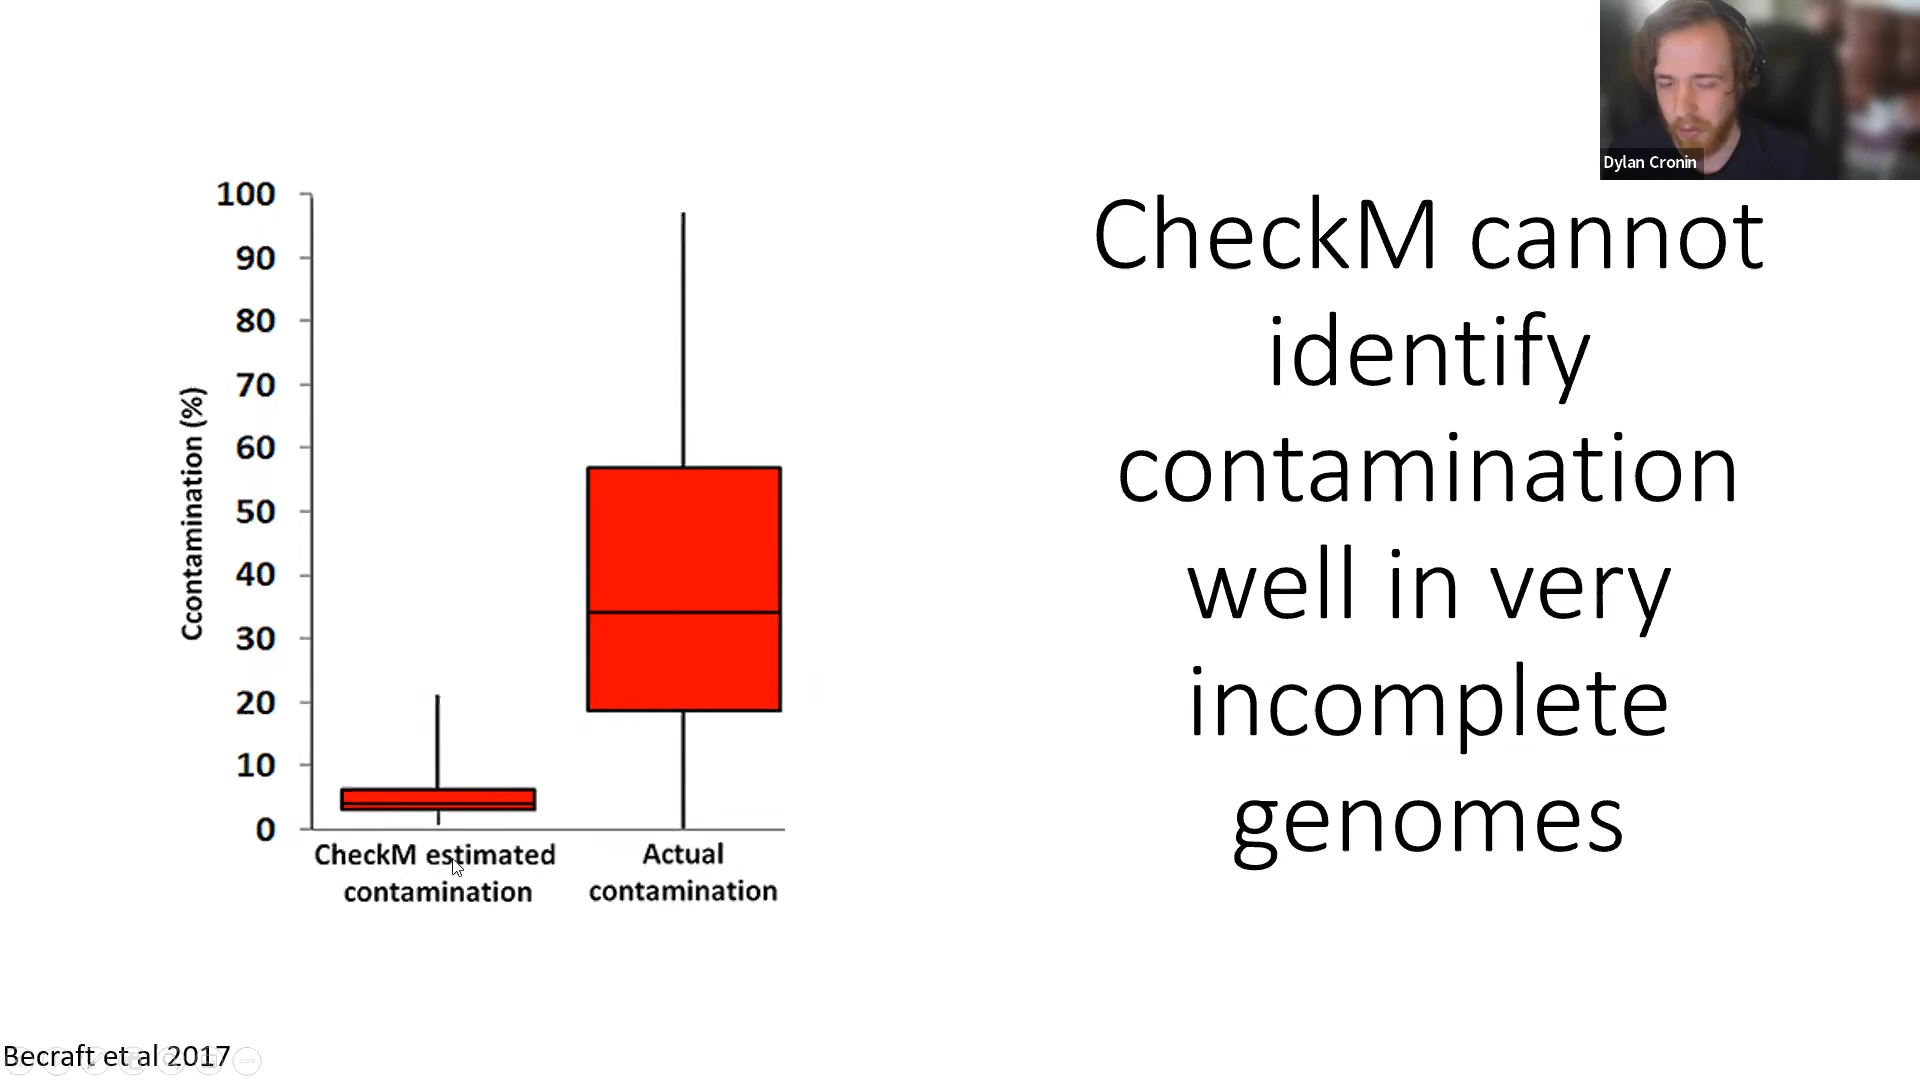 Dylan Cronin
CheckM cannot
identify
contamination
well in very
incomplete
genomes
Ccontamination (%)
100
90
80
70
60
50
40
30
20
10
0
CheckM estimated
contamination
Actual
contamination
Becraft et al 2017